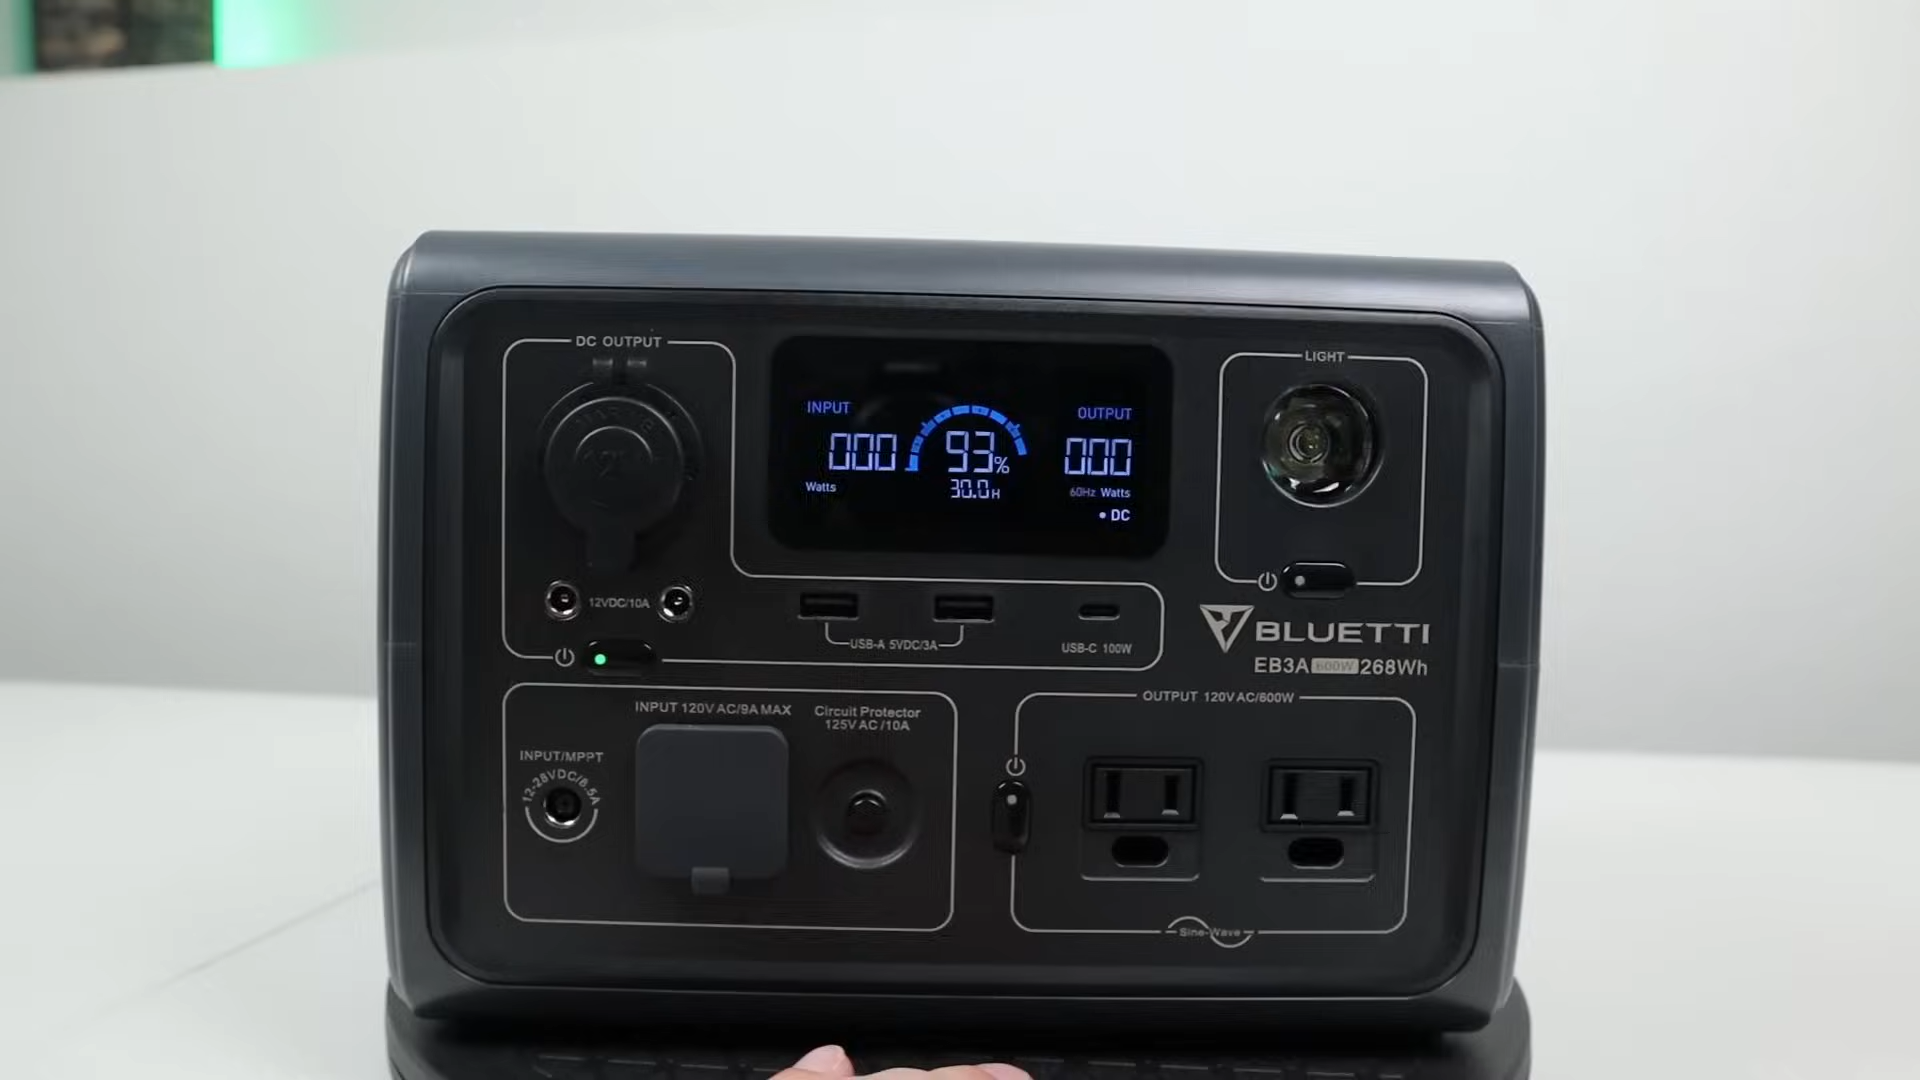 DC OUTPUT
INPUT
000
Watts
93%
30.0H
OUTPUT
000
60Hz Watts
• DC
LIGHT
12VDC/10A
USB-A 5VDC/3A
USB-C 100W
BLUETTI
EB3A 600W 268Wh
INPUT 120V AC/9A MAX
Circuit Protector
125V AC/10A
INPUT/MPPT
12-28VDC/8.5A
OUTPUT 120V AC/600W
Sine-Wave